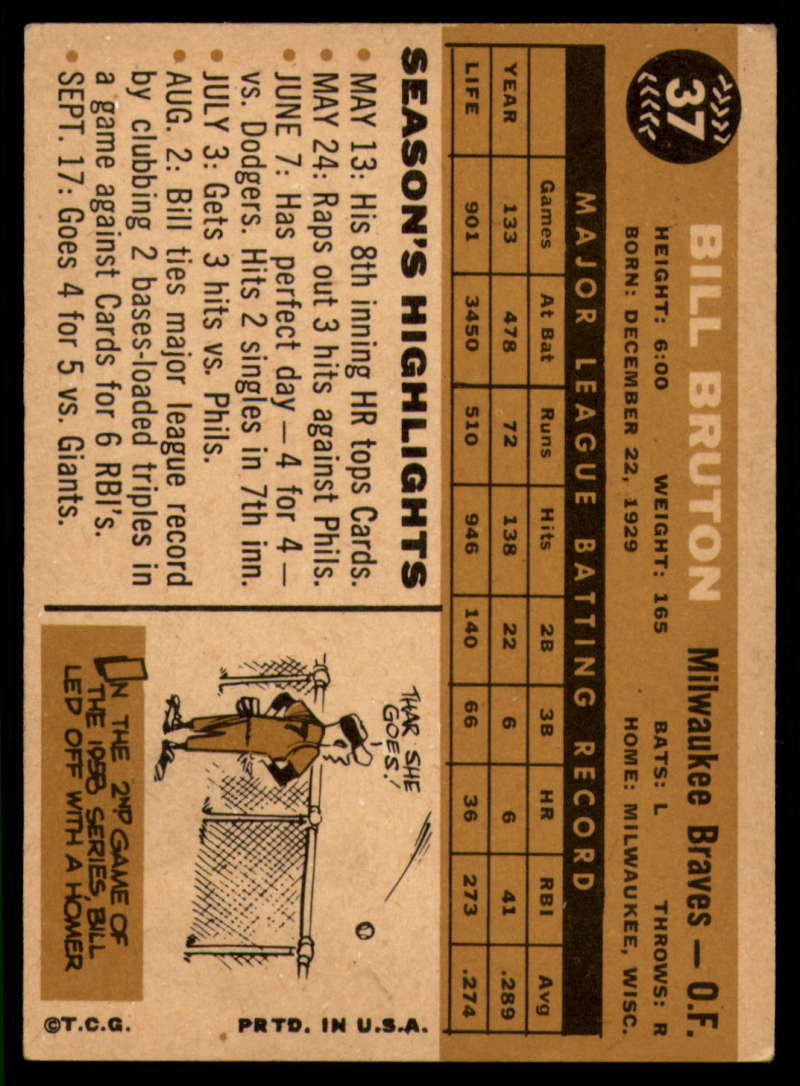 37
BILL BRUTON
Milwaukee Braves — O.F.
HEIGHT: 6:00 WEIGHT: 165 BATS: L THROWS: R
BORN: DECEMBER 22, 1929 HOME: MILWAUKEE, WISC.
MAJOR LEAGUE BATTING RECORD
Games At Bat Runs Hits 2B 3B HR RBI Avg
YEAR 133 478 72 138 22 6 6 41 .289
LIFE 901 3450 510 946 140 66 36 273 .274
SEASON'S HIGHLIGHTS
• MAY 13: His 8th inning HR tops Cards.
• MAY 24: Raps out 3 hits against Phils.
• JUNE 7: Has perfect day — 4 for 4 —
vs. Dodgers. Hits 2 singles in 7th inn.
• JULY 3: Gets 3 hits vs. Phils.
• AUG. 2: Bill ties major league record
by clubbing 2 bases-loaded triples in
a game against Cards for 6 RBI's.
• SEPT. 17: Goes 4 for 5 vs. Giants.
THAR SHE
GOES!
IN THE 2ND GAME OF
THE 1958 SERIES, BILL
LED OFF WITH A HOMER
PRTD. IN U.S.A.
©T.C.G.